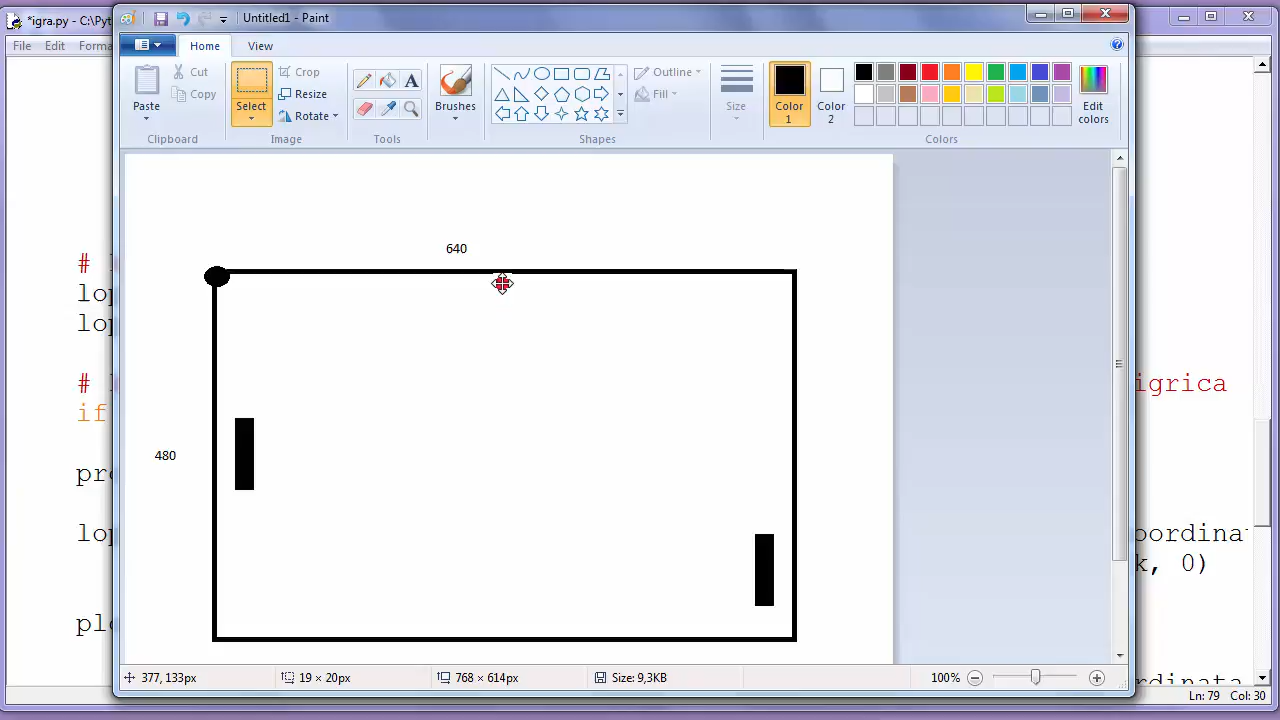 *igra.py - C:\Pyt
Untitled1 - Paint
File Edit Forma
Home View
Paste
Cut
Copy
Select
Crop
Resize
Rotate
A
Brushes
Outline
Fill
Size
Color 1
Color 2
Edit colors
Clipboard
Image
Tools
Shapes
Colors
640
480
#
lop
lop
#
igrica
if
pro
lop
oordina
k, 0)
plo
rdinata
377, 133px
19 × 20px
768 × 614px
Size: 9,3KB
100%
Ln: 79 Col: 30